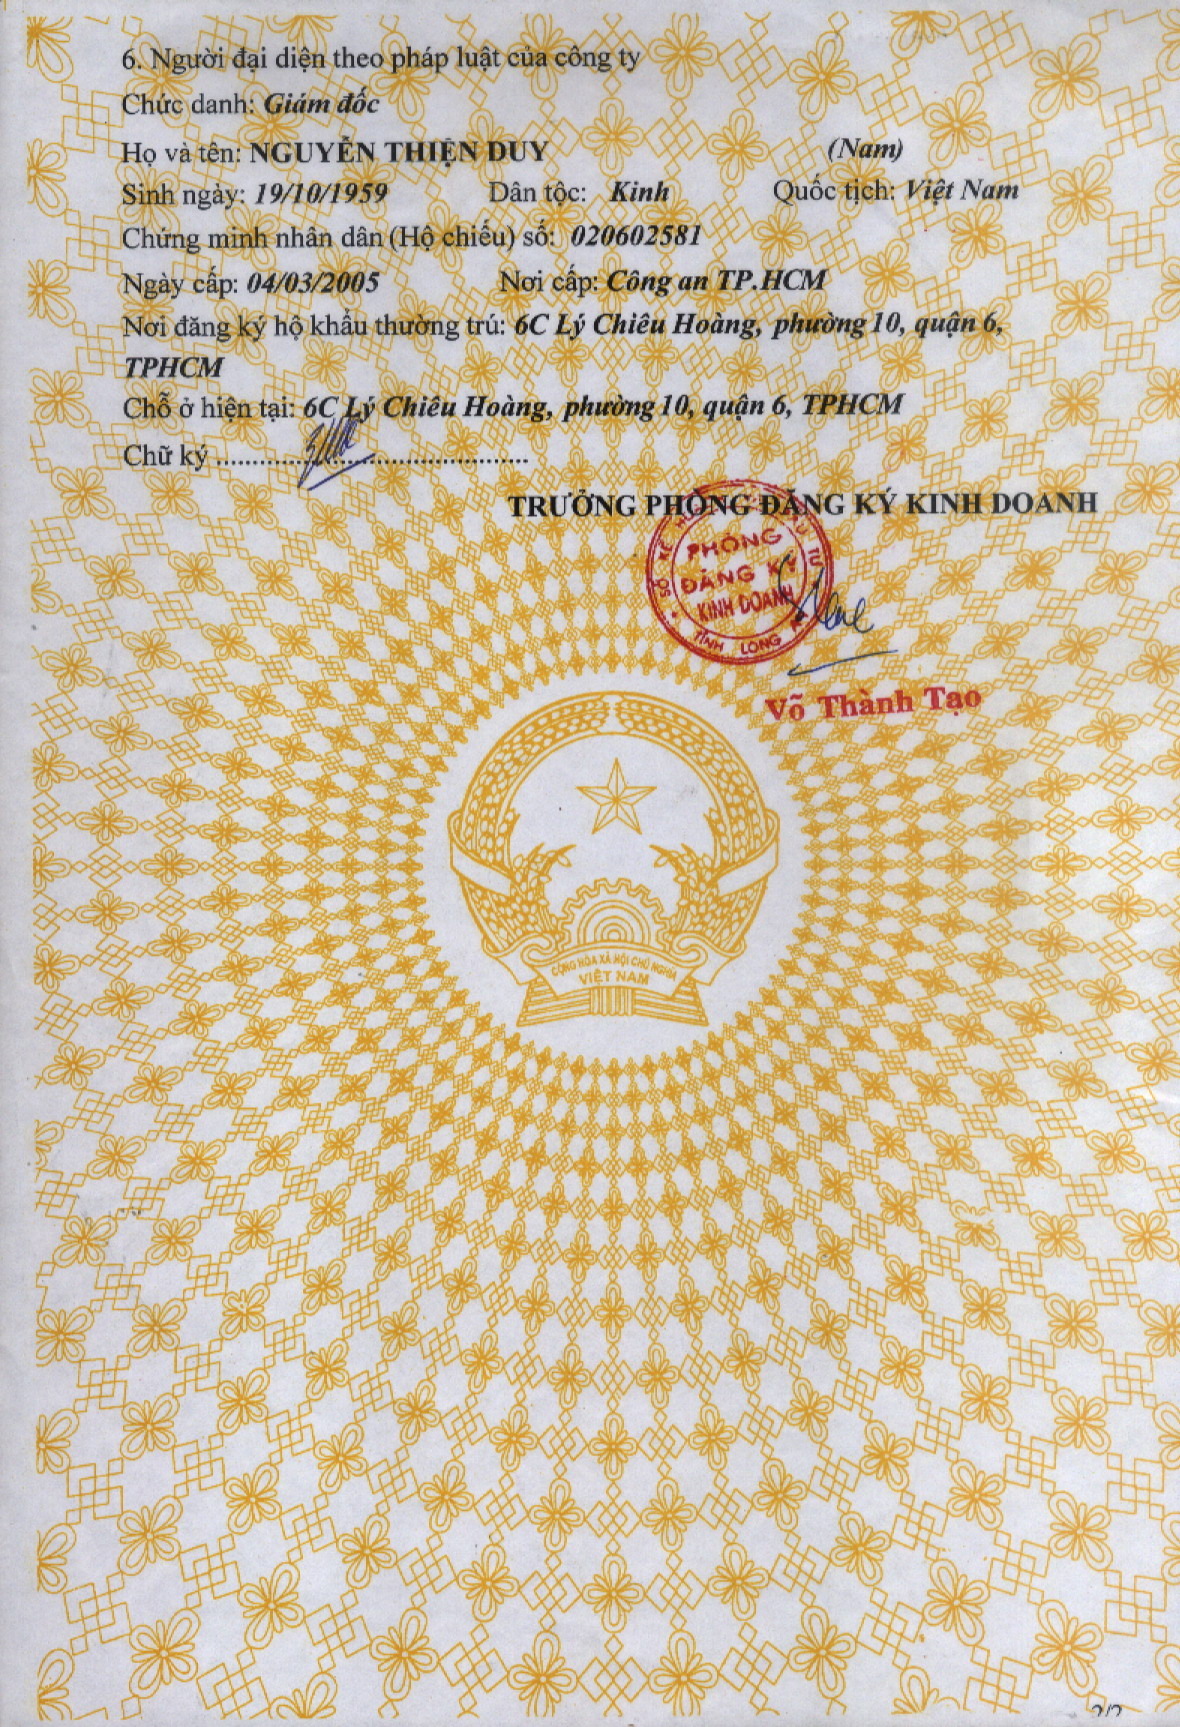 6. Người đại diện theo pháp luật của công ty
Chức danh: Giám đốc
Họ và tên: NGUYỄN THIỆN DUY (Nam)
Sinh ngày: 19/10/1959 Dân tộc: Kinh Quốc tịch: Việt Nam
Chứng minh nhân dân (Hộ chiếu) số: 020602581
Ngày cấp: 04/03/2005 Nơi cấp: Công an TP.HCM
Nơi đăng ký hộ khẩu thường trú: 6C Lý Chiêu Hoàng, phường 10, quận 6,
TPHCM
Chỗ ở hiện tại: 6C Lý Chiêu Hoàng, phường 10, quận 6, TPHCM
Chữ ký ............................................
TRƯỞNG PHÒNG ĐĂNG KÝ KINH DOANH
PHÒNG
ĐĂNG KÝ
KINH DOANH
TỈNH LONG
Võ Thành Tạo
CỘNG HÒA XÃ HỘI CHỦ NGHĨA
VIỆT NAM